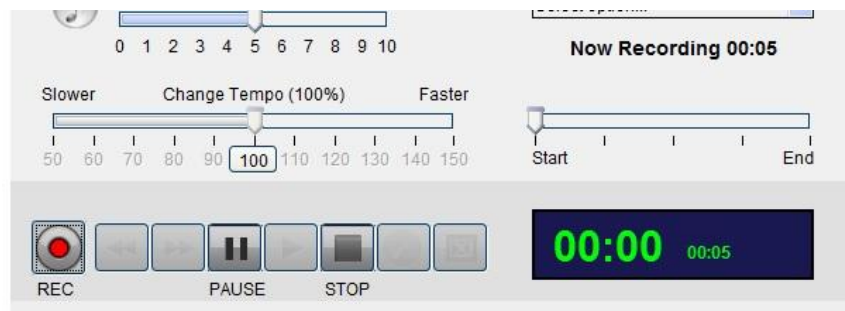 0 1 2 3 4 5 6 7 8 9 10
Now Recording 00:05
Slower Change Tempo (100%) Faster
50 60 70 80 90 100 110 120 130 140 150
Start End
00:00 00:05
REC PAUSE STOP